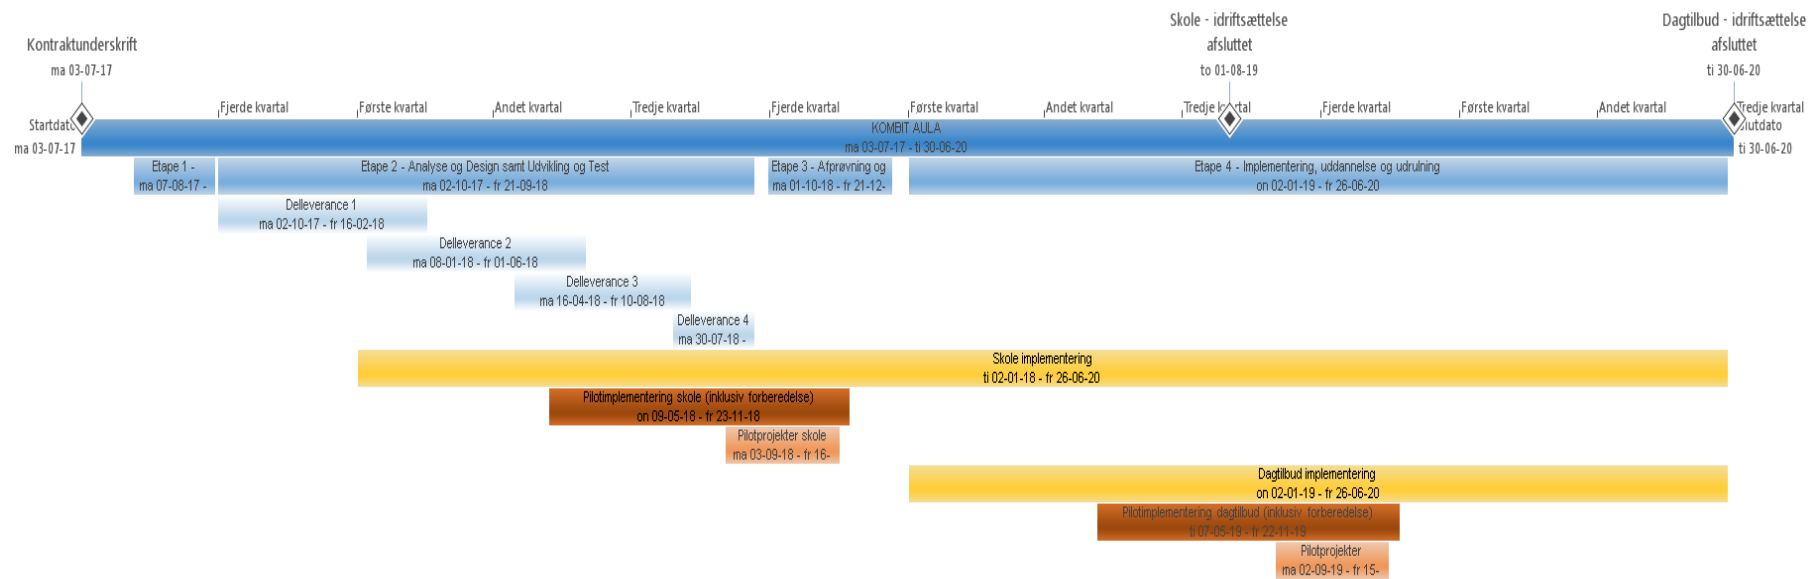 Kontraktunderskrift
ma 03-07-17
Skole - idriftsættelse
afsluttet
to 01-08-19
Dagtilbud - idriftsættelse
afsluttet
ti 30-06-20
Fjerde kvartal
Første kvartal
Andet kvartal
Tredje kvartal
Fjerde kvartal
Første kvartal
Andet kvartal
Tredje kvartal
Fjerde kvartal
Første kvartal
Andet kvartal
Tredje kvartal
Startdato
ma 03-07-17
KOMBIT AULA
ma 03-07-17 - ti 30-06-20
Slutdato
ti 30-06-20
Etape 1 -
ma 07-08-17 -
Etape 2 - Analyse og Design samt Udvikling og Test
ma 02-10-17 - fr 21-09-18
Etape 3 - Afprøvning og
ma 01-10-18 - fr 21-12-
Etape 4 - Implementering, uddannelse og udrulning
on 02-01-19 - fr 26-06-20
Delleverance 1
ma 02-10-17 - fr 16-02-18
Delleverance 2
ma 08-01-18 - fr 01-06-18
Delleverance 3
ma 16-04-18 - fr 10-08-18
Delleverance 4
ma 30-07-18 -
Skole implementering
ti 02-01-18 - fr 26-06-20
Pilotimplementering skole (inklusiv forberedelse)
on 09-05-18 - fr 23-11-18
Pilotprojekter skole
ma 03-09-18 - fr 16-
Dagtilbud implementering
on 02-01-19 - fr 26-06-20
Pilotimplementering dagtilbud (inklusiv forberedelse)
ti 07-05-19 - fr 22-11-19
Pilotprojekter
ma 02-09-19 - fr 15-